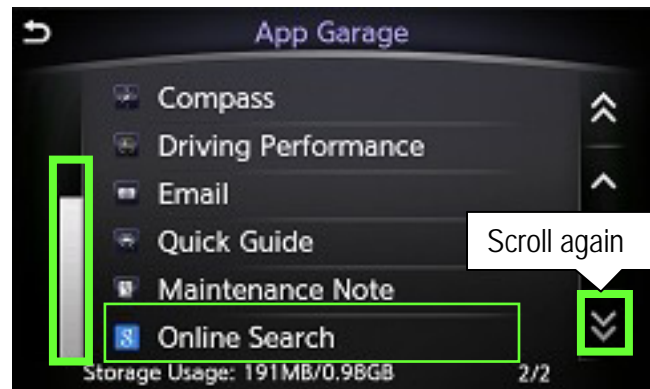 App Garage
Compass
Driving Performance
Email
Quick Guide
Scroll again
Maintenance Note
Online Search
Storage Usage: 191MB/0.98GB 2/2